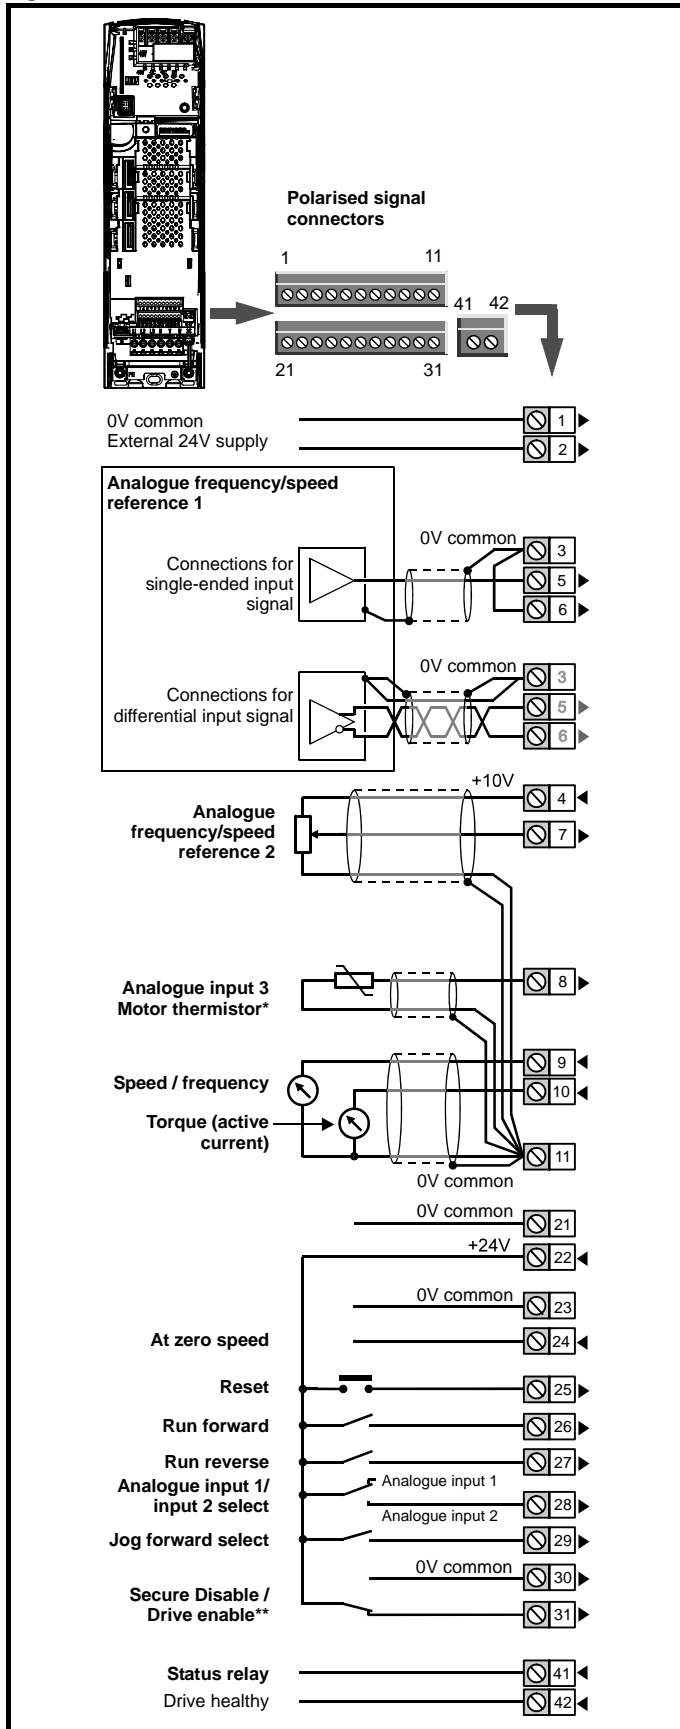 Polarised signal
connectors
1 11
41 42
21 31
0V common
External 24V supply
1
2
Analogue frequency/speed
reference 1
Connections for
single-ended input
signal
0V common
3
5
6
Connections for
differential input signal
0V common
3
5
6
Analogue
frequency/speed
reference 2
+10V
4
7
Analogue input 3
Motor thermistor*
8
Speed / frequency
9
10
Torque (active
current)
11
0V common
0V common
21
+24V
22
0V common
23
At zero speed
24
Reset
25
Run forward
26
Run reverse
27
Analogue input 1/
input 2 select
Analogue input 1
28
Analogue input 2
Jog forward select
29
0V common
30
Secure Disable /
Drive enable**
31
Status relay
41
Drive healthy
42